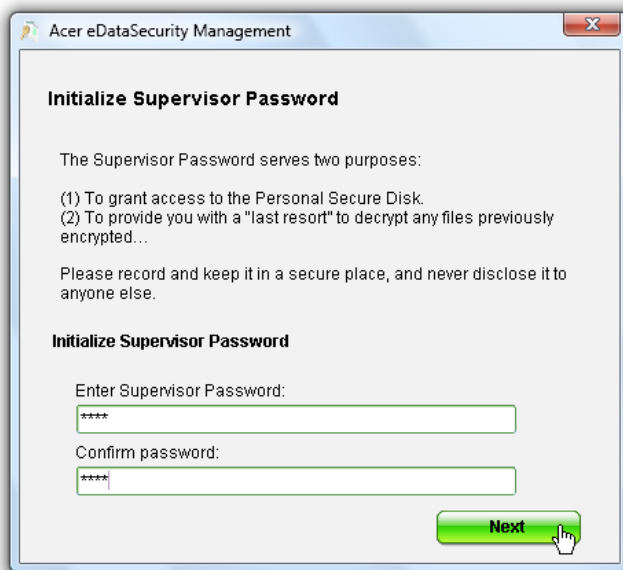 Acer eDataSecurity Management
Initialize Supervisor Password
The Supervisor Password serves two purposes:
(1) To grant access to the Personal Secure Disk.
(2) To provide you with a "last resort" to decrypt any files previously
encrypted...
Please record and keep it in a secure place, and never disclose it to
anyone else.
Initialize Supervisor Password
Enter Supervisor Password:
****
Confirm password:
****
Next